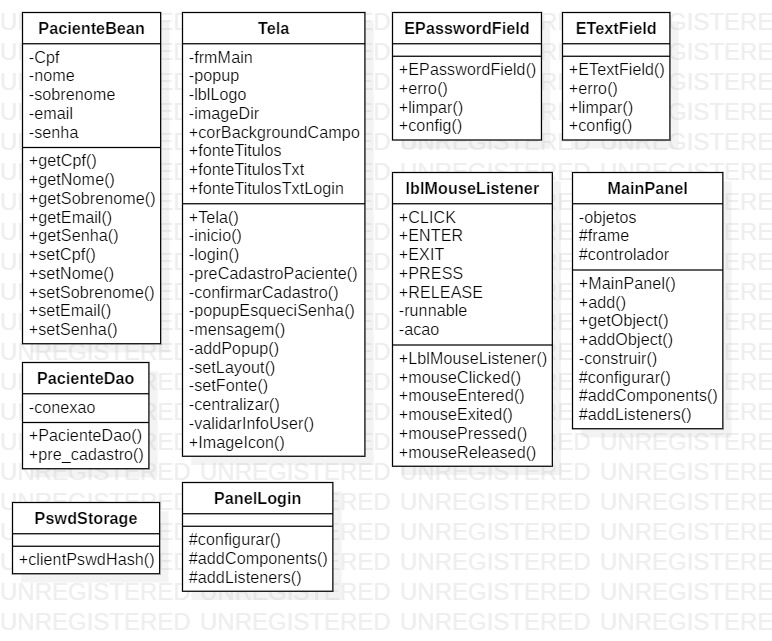 PacienteBean
-Cpf
-nome
-sobrenome
-email
-senha
+getCpf()
+getNome()
+getSobrenome()
+getEmail()
+getSenha()
+setCpf()
+setNome()
+setSobrenome()
+setEmail()
+setSenha()
Tela
-frmMain
-popup
-lblLogo
-imageDir
+corBackgroundCampo
+fonteTitulos
+fonteTitulosTxt
+fonteTitulosTxtLogin
+Tela()
-inicio()
-login()
-preCadastroPaciente()
-confirmarCadastro()
-popupEsqueciSenha()
-mensagem()
-addPopup()
-setLayout()
-setFonte()
-centralizar()
-validarInfoUser()
+ImageIcon()
EPasswordField
+EPasswordField()
+erro()
+limpar()
+config()
ETextField
+ETextField()
+erro()
+limpar()
+config()
lblMouseListener
+CLICK
+ENTER
+EXIT
+PRESS
+RELEASE
-runnable
-acao
+LblMouseListener()
+mouseClicked()
+mouseEntered()
+mouseExited()
+mousePressed()
+mouseReleased()
MainPanel
-objetos
#frame
#controlador
+MainPanel()
+add()
+getObject()
+addObject()
-construir()
#configurar()
#addComponents()
#addListeners()
PacienteDao
-conexao
+PacienteDao()
+pre_cadastro()
PswdStorage
+clientPswdHash()
PanelLogin
#configurar()
#addComponents()
#addListeners()
UNREGISTERED UNREGISTERED UNREGISTERED UNREGISTERED